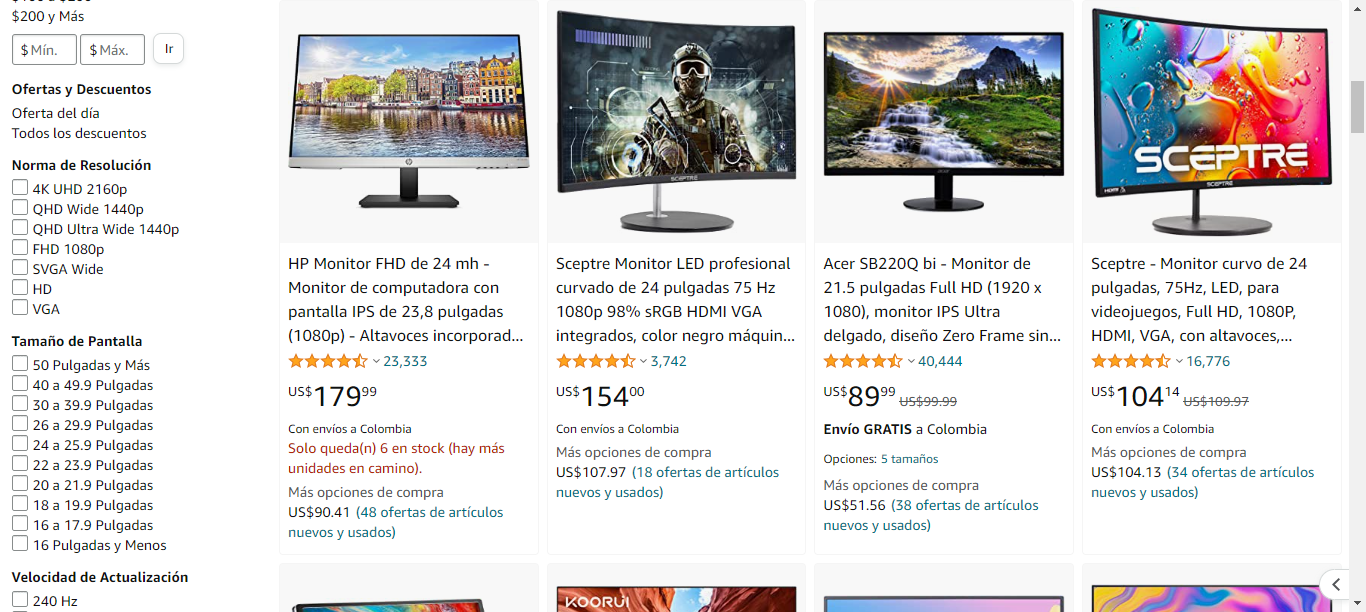 $200 y Más
$ Mín.
$ Máx.
Ir
Ofertas y Descuentos
Oferta del día
Todos los descuentos
Norma de Resolución
4K UHD 2160p
QHD Wide 1440p
QHD Ultra Wide 1440p
FHD 1080p
SVGA Wide
HD
VGA
Tamaño de Pantalla
50 Pulgadas y Más
40 a 49.9 Pulgadas
30 a 39.9 Pulgadas
26 a 29.9 Pulgadas
24 a 25.9 Pulgadas
22 a 23.9 Pulgadas
20 a 21.9 Pulgadas
18 a 19.9 Pulgadas
16 a 17.9 Pulgadas
16 Pulgadas y Menos
Velocidad de Actualización
240 Hz
hp
HP Monitor FHD de 24 mh -
Monitor de computadora con
pantalla IPS de 23,8 pulgadas
(1080p) - Altavoces incorporad...
23,333
US$17999
Con envíos a Colombia
Solo queda(n) 6 en stock (hay más
unidades en camino).
Más opciones de compra
US$90.41 (48 ofertas de artículos
nuevos y usados)
SCEPTRE
Sceptre Monitor LED profesional
curvado de 24 pulgadas 75 Hz
1080p 98% sRGB HDMI VGA
integrados, color negro máquin...
3,742
US$15400
Con envíos a Colombia
Más opciones de compra
US$107.97 (18 ofertas de artículos
nuevos y usados)
acer
Acer SB220Q bi - Monitor de
21.5 pulgadas Full HD (1920 x
1080), monitor IPS Ultra
delgado, diseño Zero Frame sin...
40,444
US$8999 US$99.99
Envío GRATIS a Colombia
Opciones: 5 tamaños
Más opciones de compra
US$51.56 (38 ofertas de artículos
nuevos y usados)
SCEPTRE
HDMI
SCEPTRE
Sceptre - Monitor curvo de 24
pulgadas, 75Hz, LED, para
videojuegos, Full HD, 1080P,
HDMI, VGA, con altavoces,...
16,776
US$10414 US$109.97
Con envíos a Colombia
Más opciones de compra
US$104.13 (34 ofertas de artículos
nuevos y usados)
KOORUI